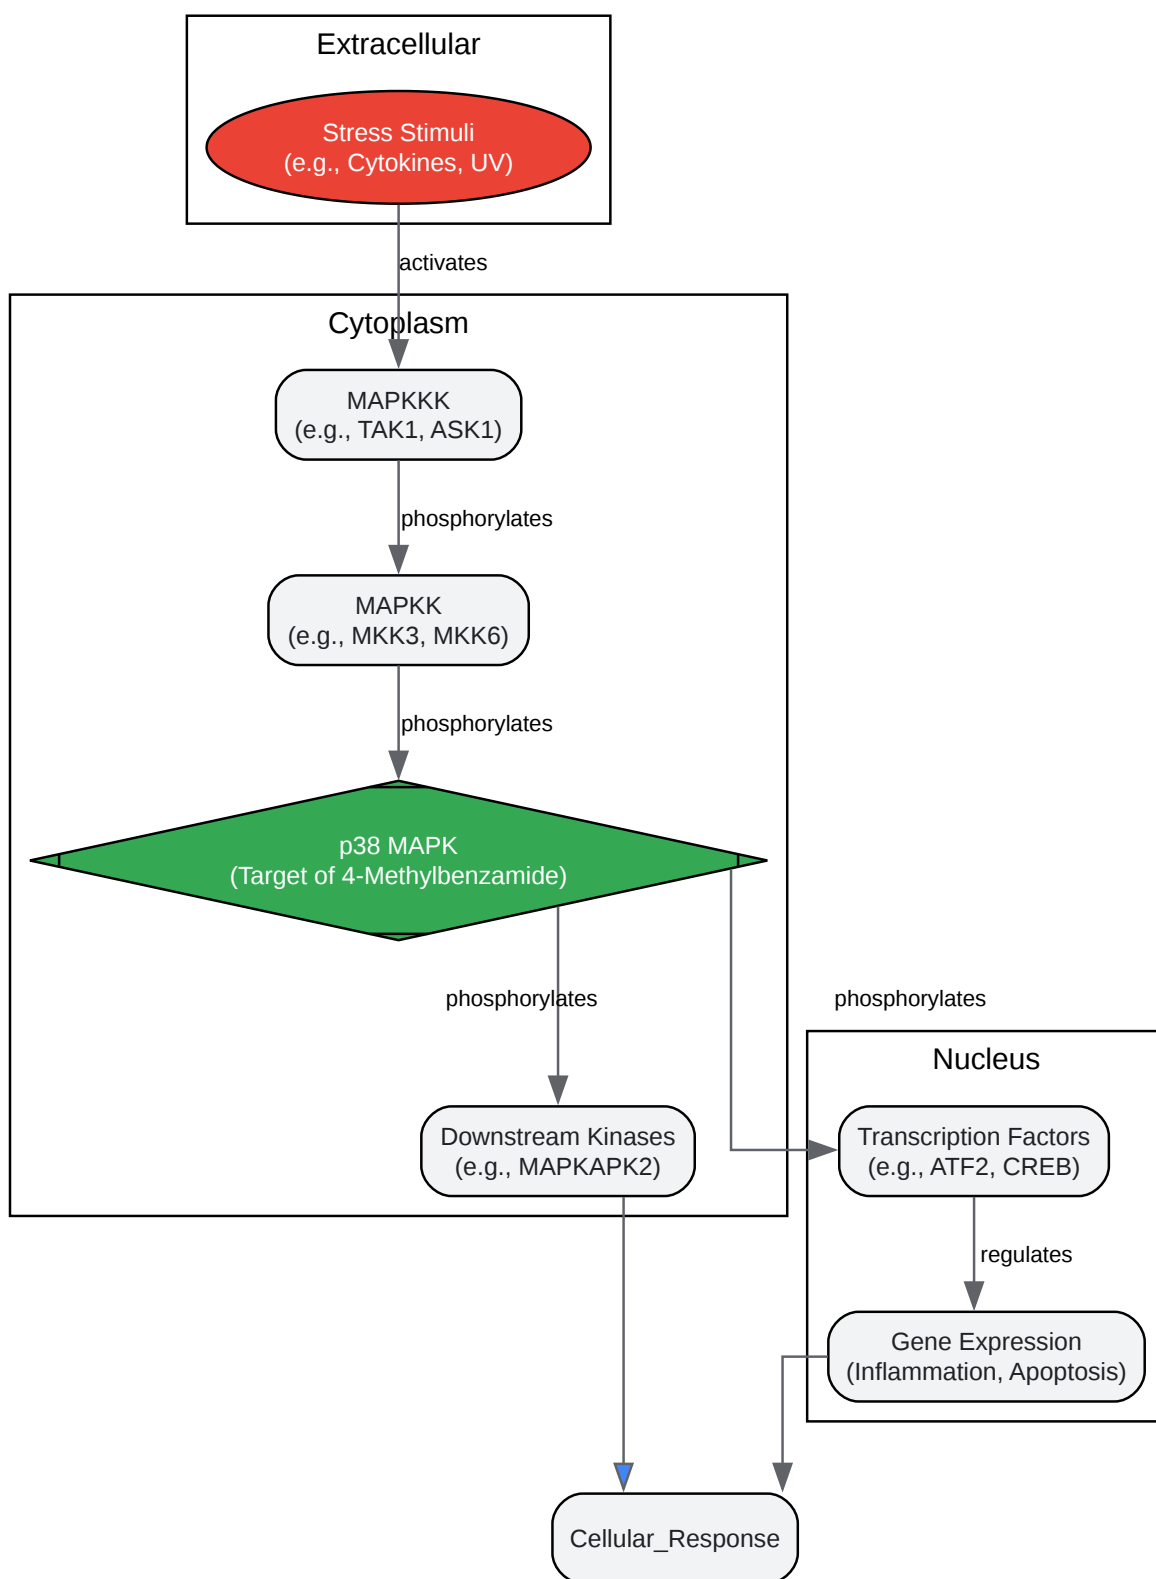 Extracellular
Stress Stimuli
(e.g., Cytokines, UV)
activates
Cytoplasm
MAPKKK
(e.g., TAK1, ASK1)
phosphorylates
MAPKK
(e.g., MKK3, MKK6)
phosphorylates
p38 MAPK
(Target of 4-Methylbenzamide)
phosphorylates
phosphorylates
Nucleus
Downstream Kinases
(e.g., MAPKAPK2)
Transcription Factors
(e.g., ATF2, CREB)
regulates
Gene Expression
(Inflammation, Apoptosis)
Cellular_Response